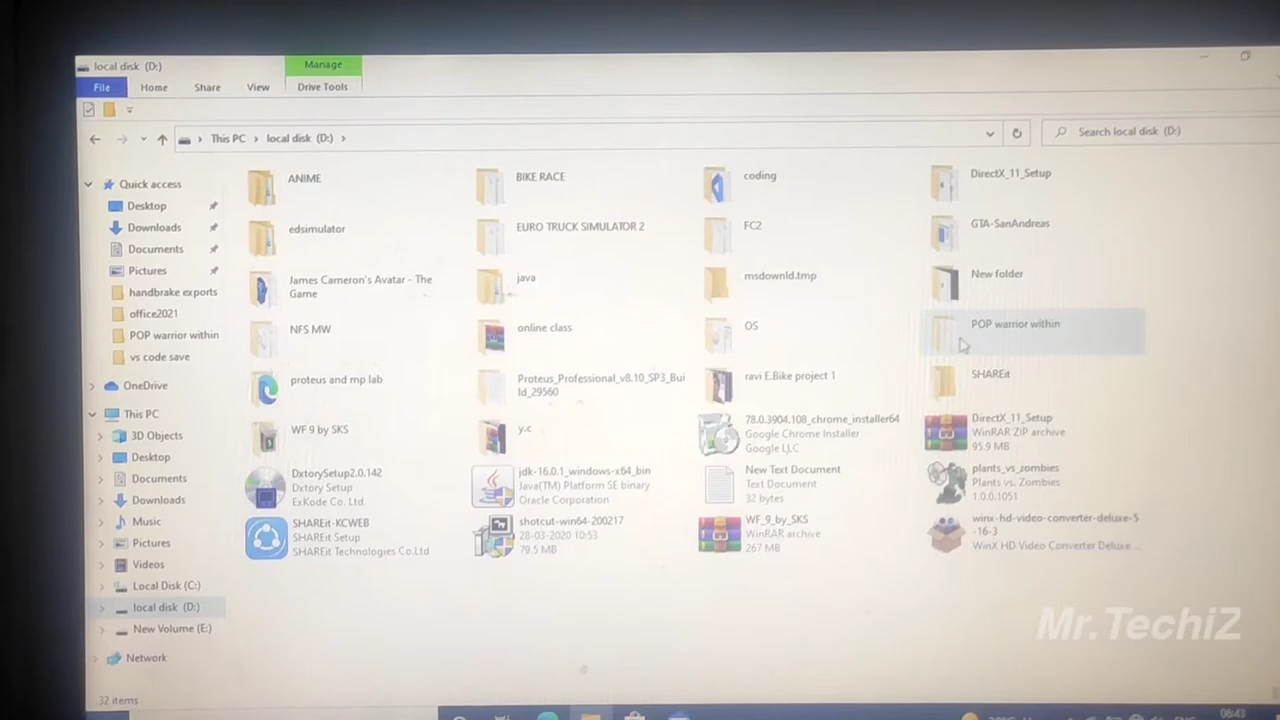 local disk (D:)
Manage
File
Home
Share
View
Drive Tools
This PC
local disk (D:)
Search local disk (D:)
Quick access
Desktop
Downloads
Documents
Pictures
handbrake exports
office2021
POP warrior within
vs code save
OneDrive
This PC
3D Objects
Desktop
Documents
Downloads
Music
Pictures
Videos
Local Disk (C:)
local disk (D:)
New Volume (E:)
Network
ANIME
BIKE RACE
coding
DirectX_11_Setup
edsimulator
EURO TRUCK SIMULATOR 2
FC2
GTA-SanAndreas
James Cameron's Avatar - The
Game
java
msdownld.tmp
New folder
NFS MW
online class
OS
POP warrior within
proteus and mp lab
Proteus_Professional_v8.10_SP3_Bui
ld_29560
ravi E.Bike project 1
SHAREit
WF 9 by SKS
y.c
78.0.3904.108_chrome_installer64
Google Chrome Installer
Google LLC
DirectX_11_Setup
WinRAR ZIP archive
95.9 MB
DxtorySetup2.0.142
Dxtory Setup
ExKode Co. Ltd.
jdk-16.0.1_windows-x64_bin
Java(TM) Platform SE binary
Oracle Corporation
New Text Document
Text Document
32 bytes
plants_vs_zombies
Plants vs. Zombies
1.0.0.1051
SHAREit-KCWEB
SHAREit Setup
SHAREit Technologies Co.Ltd
shotcut-win64-200217
28-03-2020 10:53
79.5 MB
WF_9_by_SKS
WinRAR archive
267 MB
winx-hd-video-converter-deluxe-5
-16-3
WinX HD Video Converter Deluxe ...
Mr.TechiZ
32 items
06:43